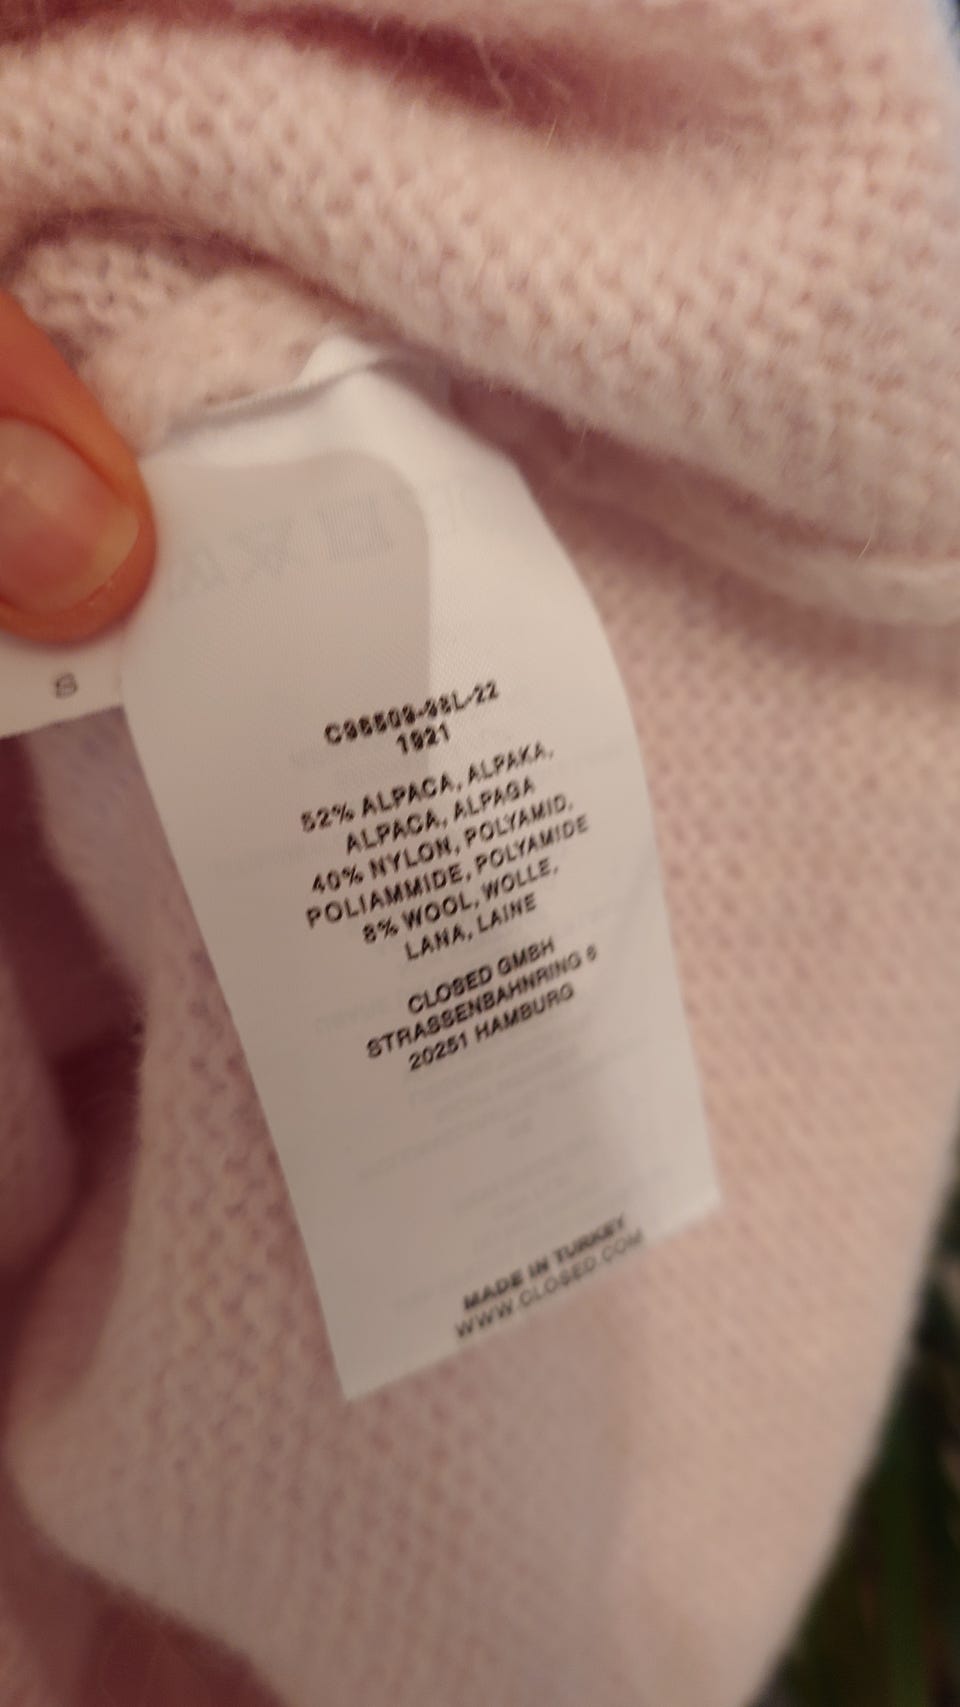 S
C96509-98L-22
1921
52% ALPACA, ALPAKA,
ALPACA, ALPAGA
40% NYLON, POLYAMID,
POLIAMMIDE, POLYAMIDE
8% WOOL, WOLLE,
LANA, LAINE
CLOSED GMBH
STRASSENBAHNRING 6
20251 HAMBURG
MADE IN TURKEY
WWW.CLOSED.COM